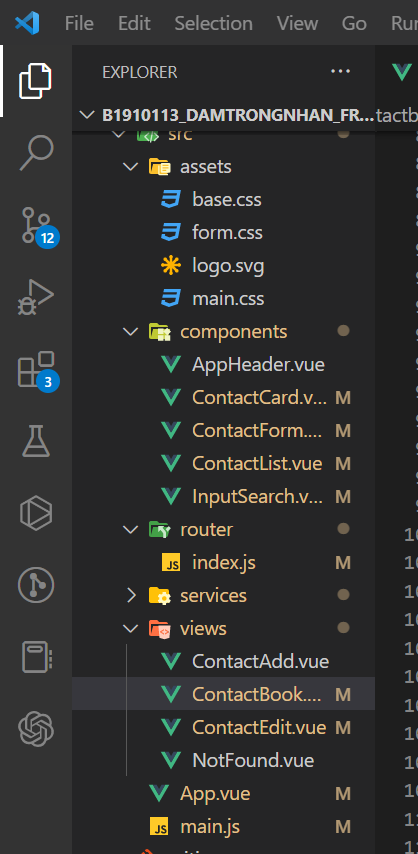 File Edit Selection View Go Run
EXPLORER ...
B1910113_DAMTRONGNHAN_FR... tactb
src
assets
base.css
form.css
logo.svg
main.css
12
components
AppHeader.vue
3
ContactCard.v... M
ContactForm.... M
ContactList.vue M
InputSearch.v... M
router
JS index.js M
services
views
ContactAdd.vue
ContactBook.... M
ContactEdit.vue M
NotFound.vue
App.vue M
JS main.js M